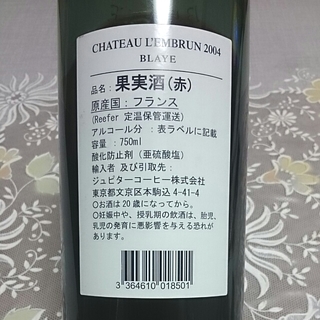 CHATEAU L'EMBRUN 2004
BLAYE
品名：果実酒(赤)
原産国：フランス
(Reefer 定温保管運送)
アルコール分 ：表ラベルに記載
容量 ：750ml
酸化防止剤 (亜硫酸塩)
輸入者 及び引取先：
ジュピターコーヒー株式会社
東京都文京区本駒込 4-41-4
○お酒は20歳になってから。
○妊娠中や、授乳期の飲酒は、胎児、
乳児の発育に悪影響を与える恐れ
があります。
3 364610 018501